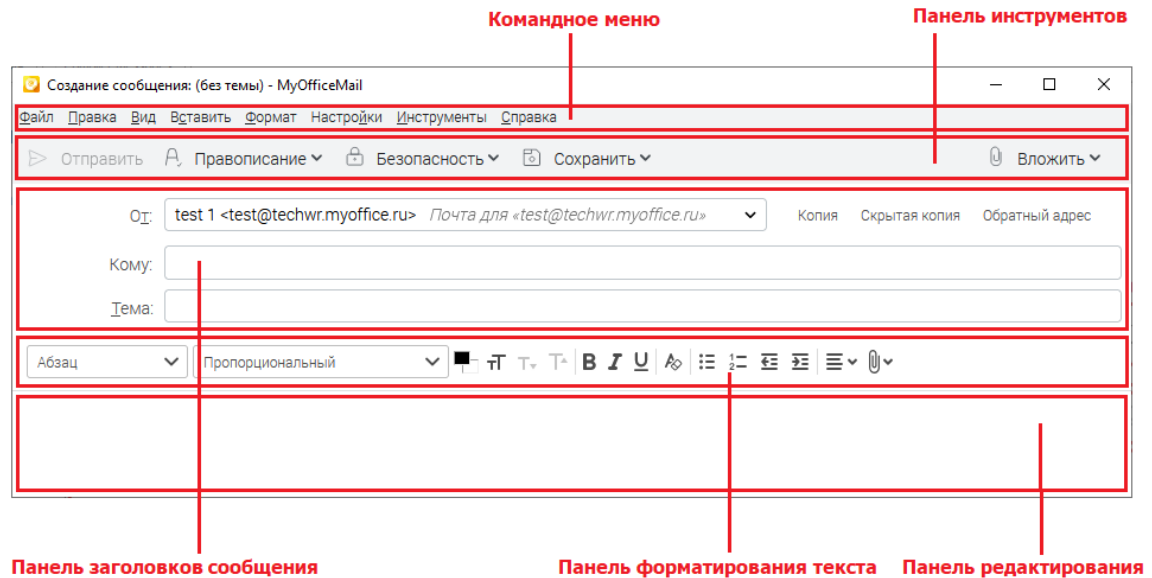 Командное меню
Панель инструментов
Создание сообщения: (без темы) - MyOfficeMail
Файл Правка Вид Вставить Формат Настройки Инструменты Справка
Отправить Правописание Безопасность Сохранить Вложить
От: test 1 <test@techwr.myoffice.ru> Почта для «test@techwr.myoffice.ru» Копия Скрытая копия Обратный адрес
Кому:
Тема:
Абзац Пропорциональный
Панель заголовков сообщения Панель форматирования текста Панель редактирования